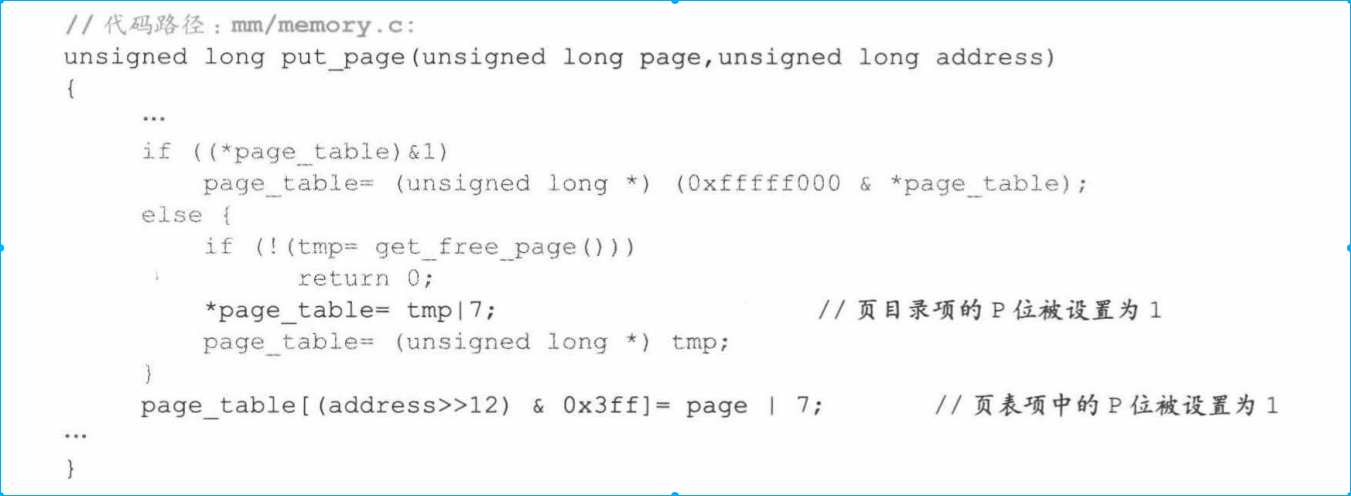 // 代码路径：mm/memory.c:
unsigned long put_page(unsigned long page,unsigned long address)
{
…
if ((*page_table)&1)
page_table= (unsigned long *) (0xfffff000 & *page_table);
else {
if (!(tmp= get_free_page()))
return 0;
*page_table= tmp|7; // 页目录项的 P 位被设置为 1
page_table= (unsigned long *) tmp;
}
page_table[(address>>12) & 0x3ff]= page | 7; // 页表项中的 P 位被设置为 1
…
}